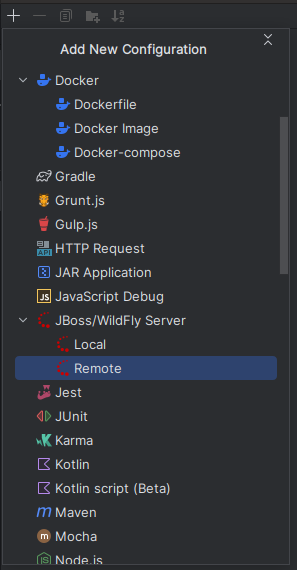 Add New Configuration
Docker
Dockerfile
Docker Image
Docker-compose
Gradle
Grunt.js
Gulp.js
HTTP Request
JAR Application
JavaScript Debug
JBoss/WildFly Server
Local
Remote
Jest
JUnit
Karma
Kotlin
Kotlin script (Beta)
Maven
Mocha
Node.js